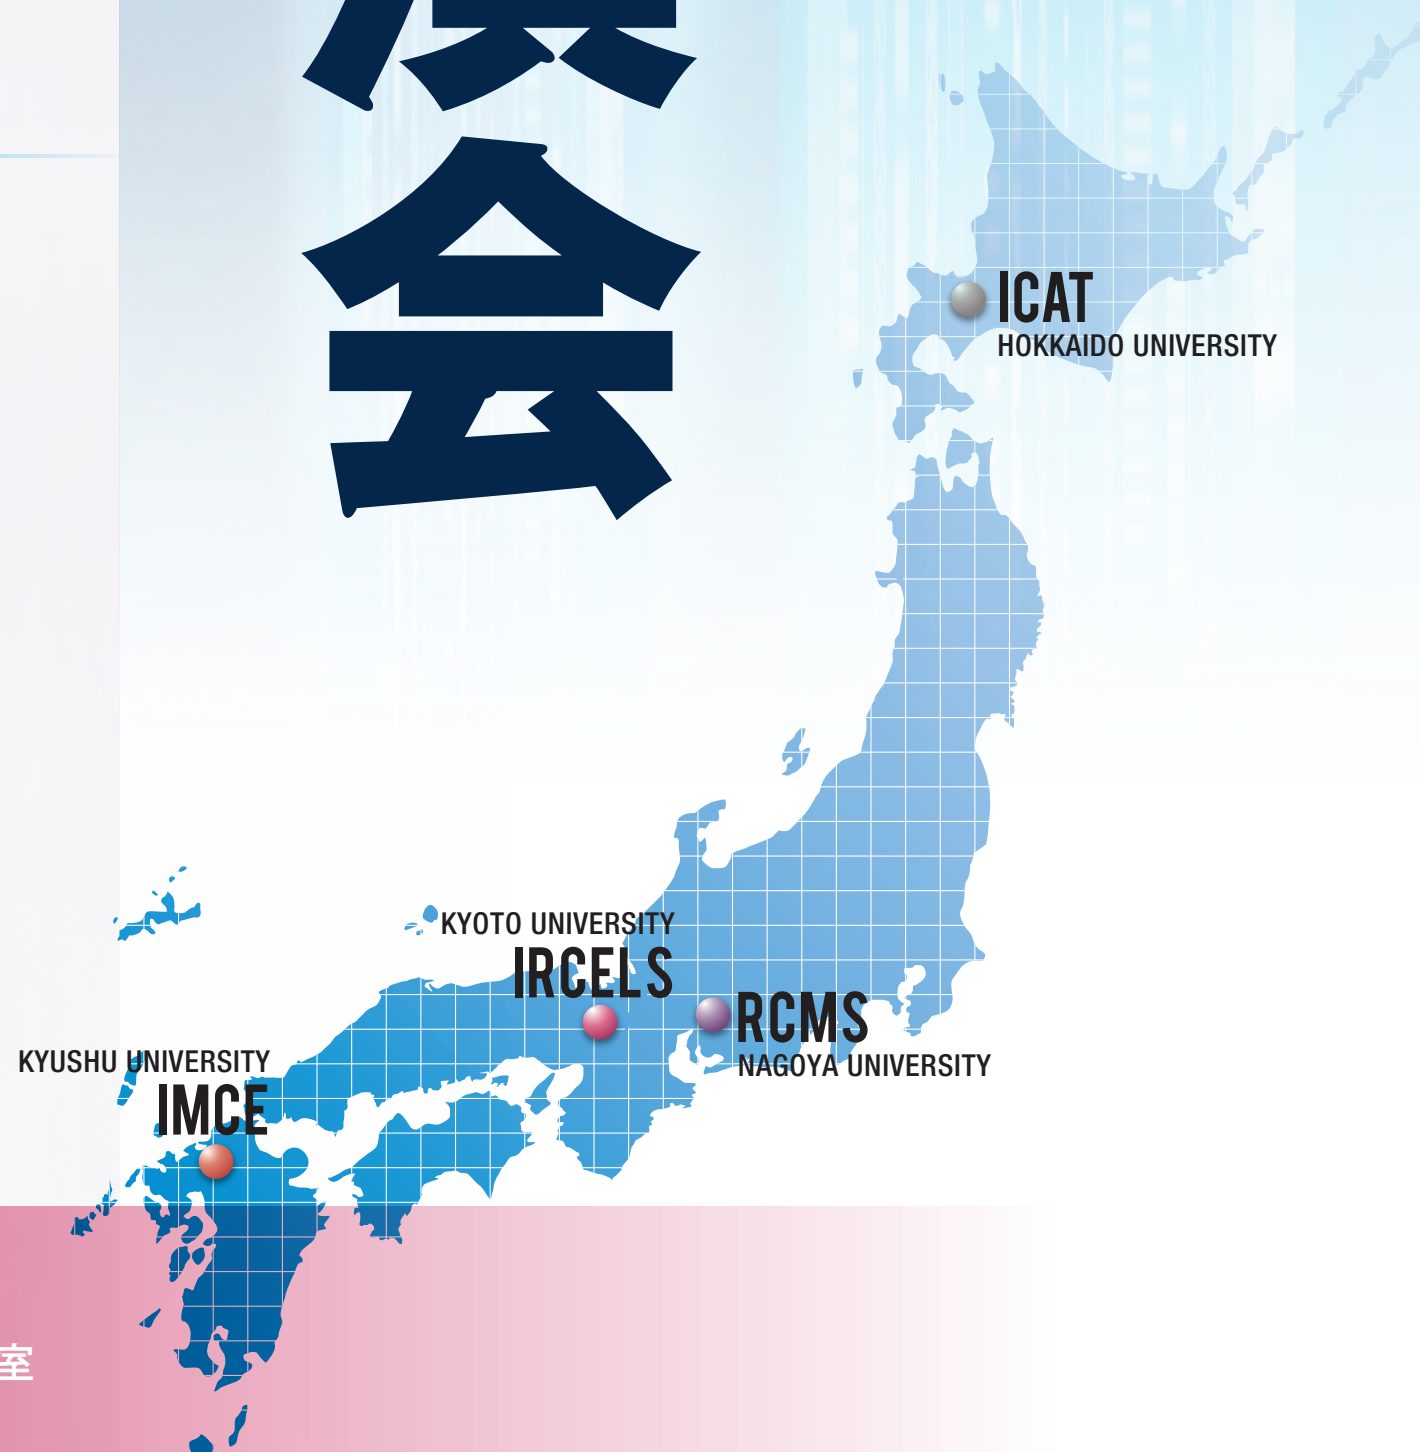 会
ICAT
HOKKAIDO UNIVERSITY
KYOTO UNIVERSITY
IRCELS
RCMS
NAGOYA UNIVERSITY
KYUSHU UNIVERSITY
IMCE
室